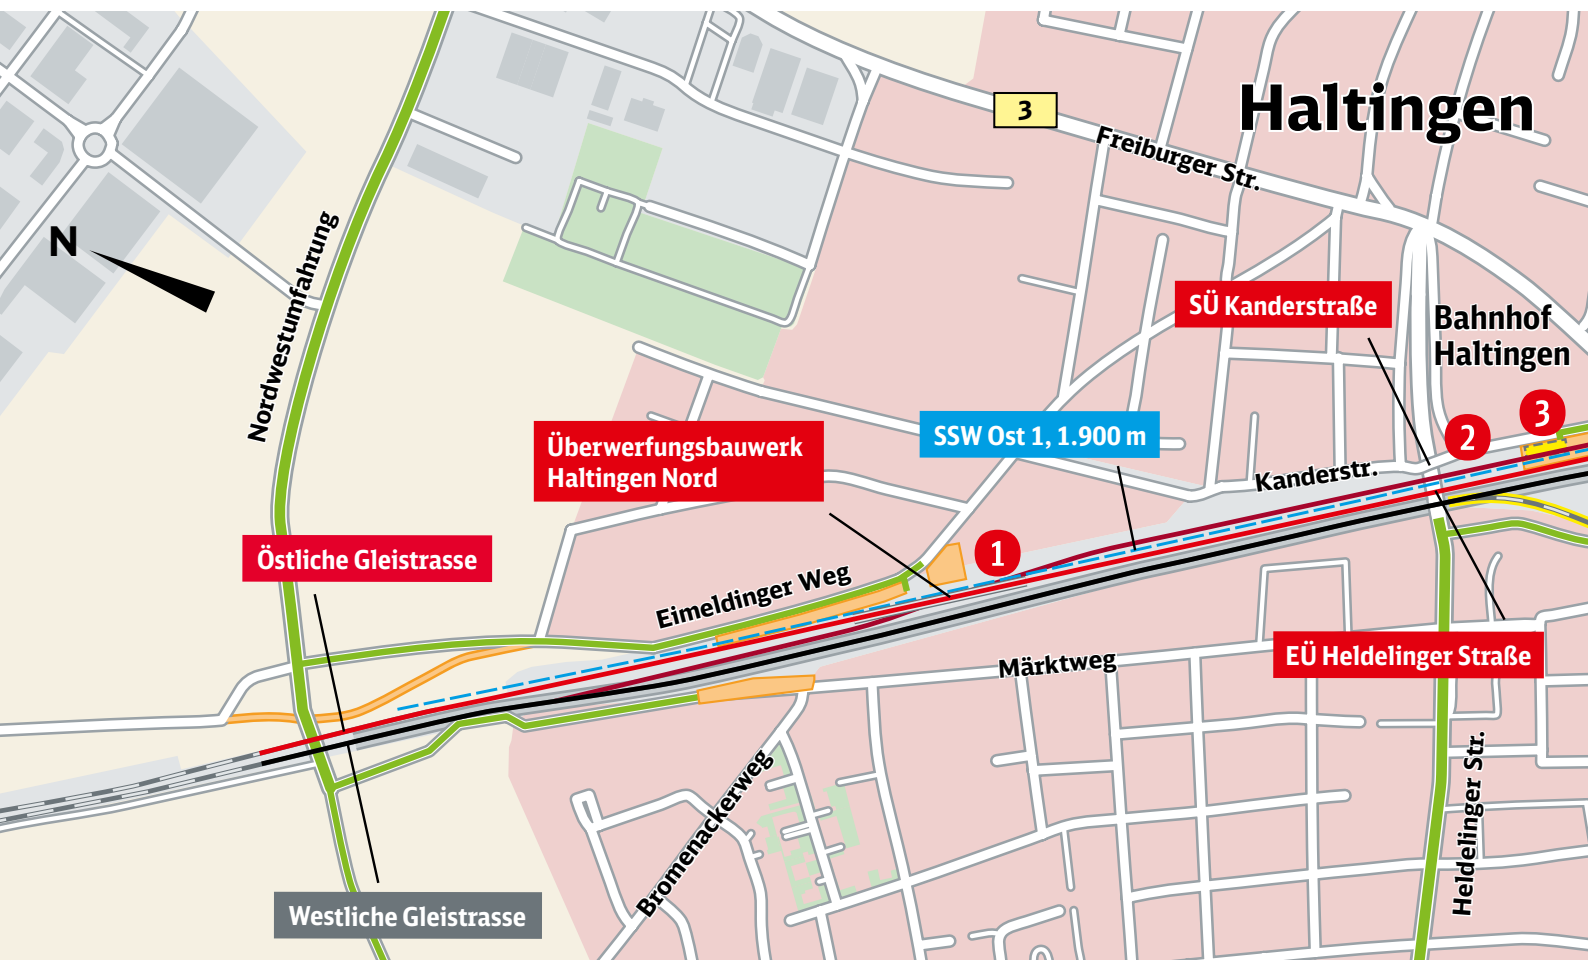 3
Haltingen
Freiburger Str.
N
Nordwestumfahrung
SÜ Kanderstraße
Bahnhof
Haltingen
3
2
SSW Ost 1, 1.900 m
Überwerfungsbauwerk
Haltingen Nord
Kanderstr.
Östliche Gleistrasse
1
Eimeldinger Weg
Märktweg
EÜ Heldelinger Straße
Bromenackerweg
Heldelinger Str.
Westliche Gleistrasse